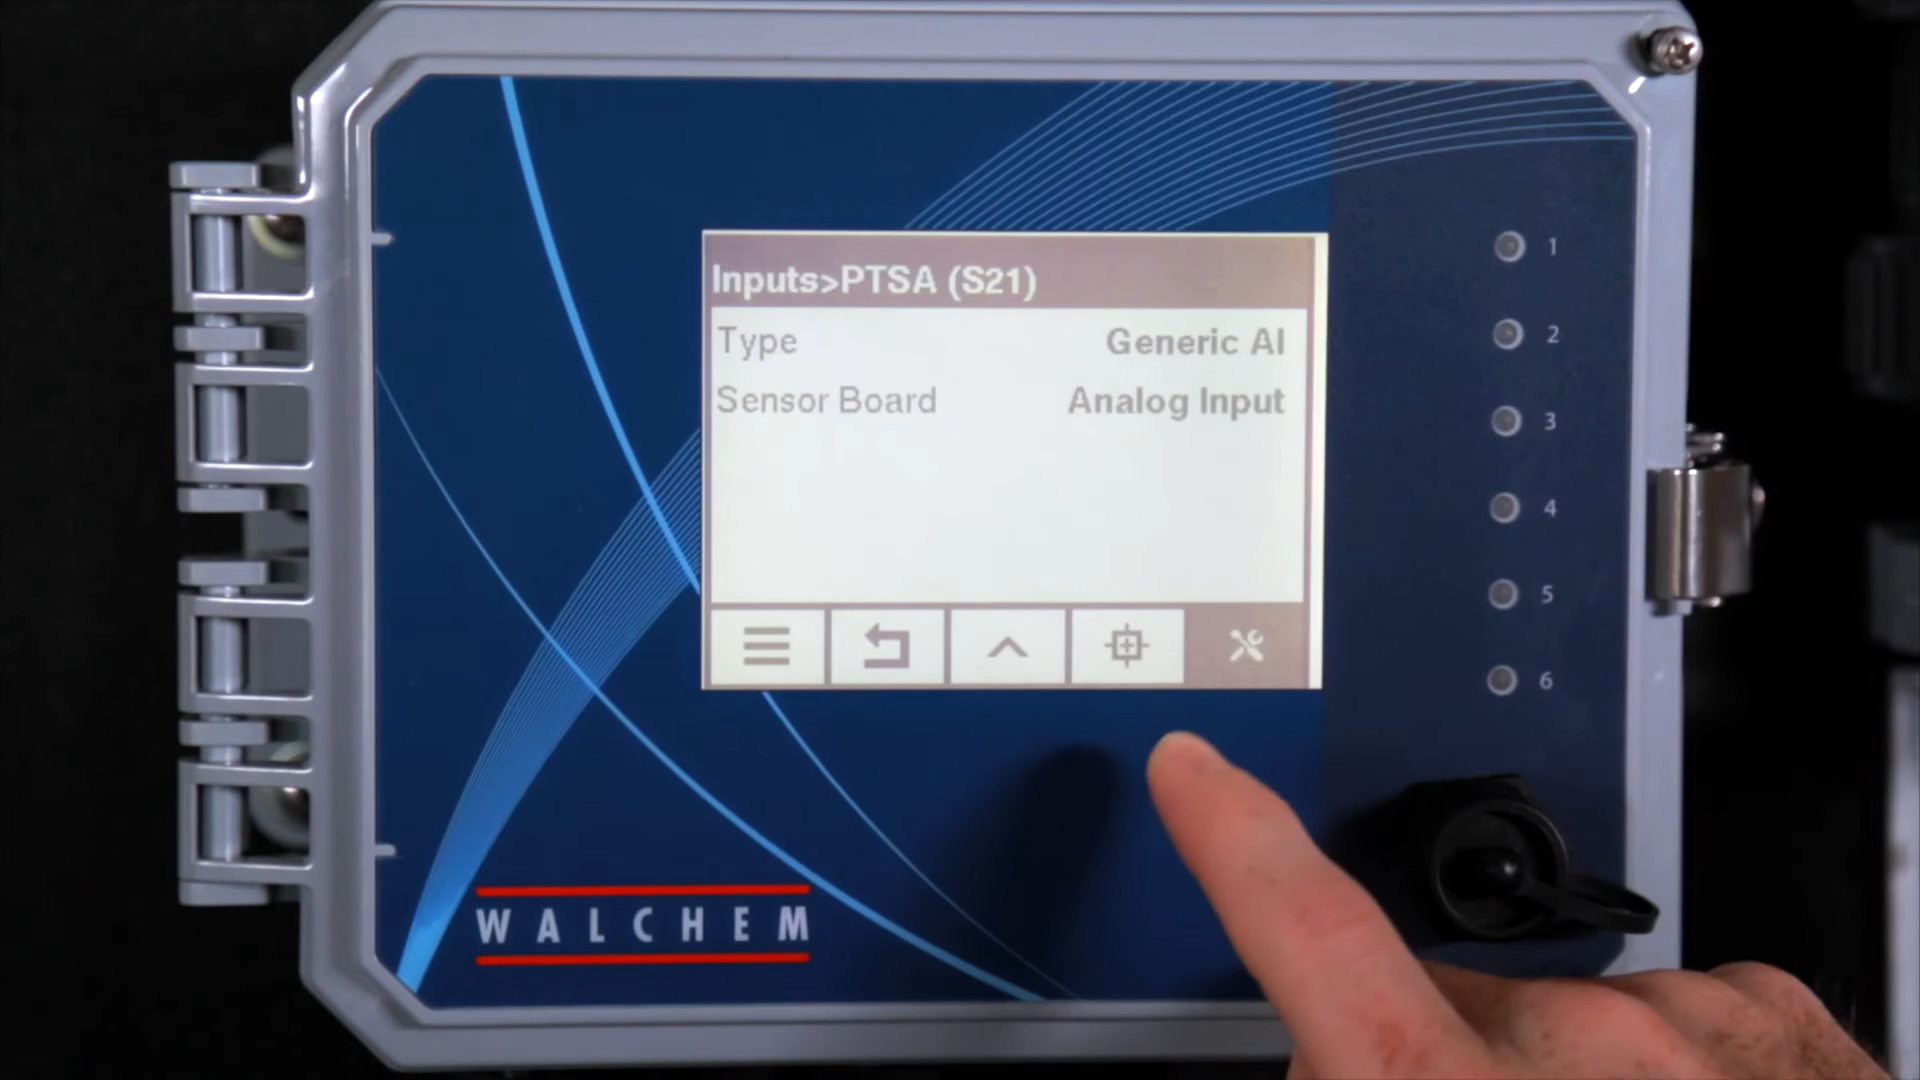 Inputs>PTSA (S21)
Type Generic AI
Sensor Board Analog Input
1
2
3
4
5
6
WALCHEM